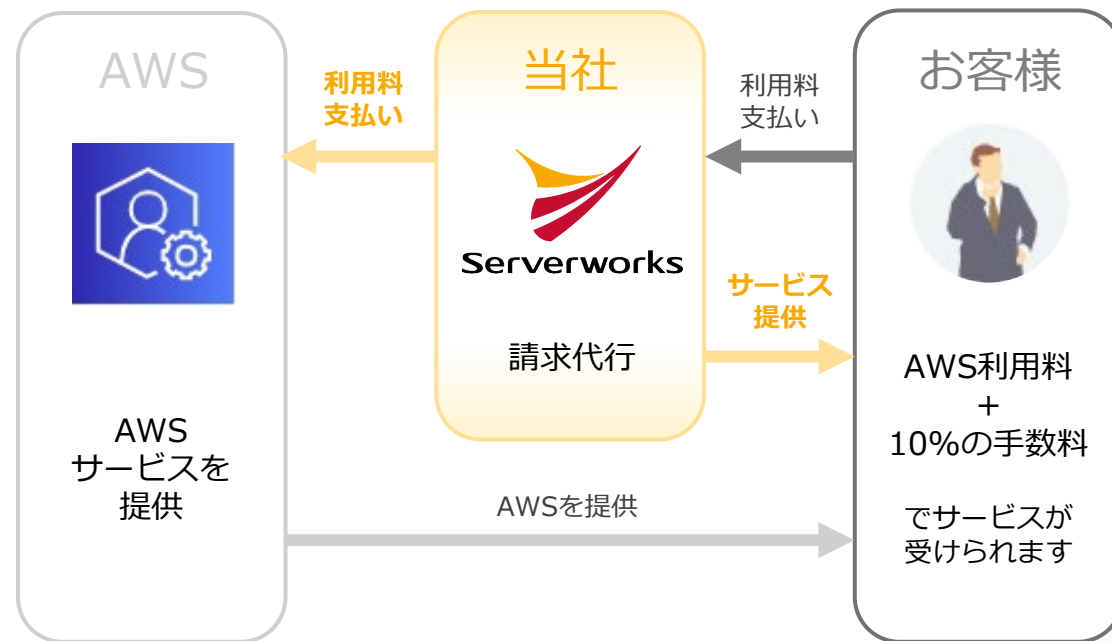 AWS
AWS
サービスを
提供
利用料
支払い
当社
Serverworks
請求代行
利用料
支払い
サービス
提供
AWSを提供
お客様
AWS利用料
+
10%の手数料
でサービスが
受けられます